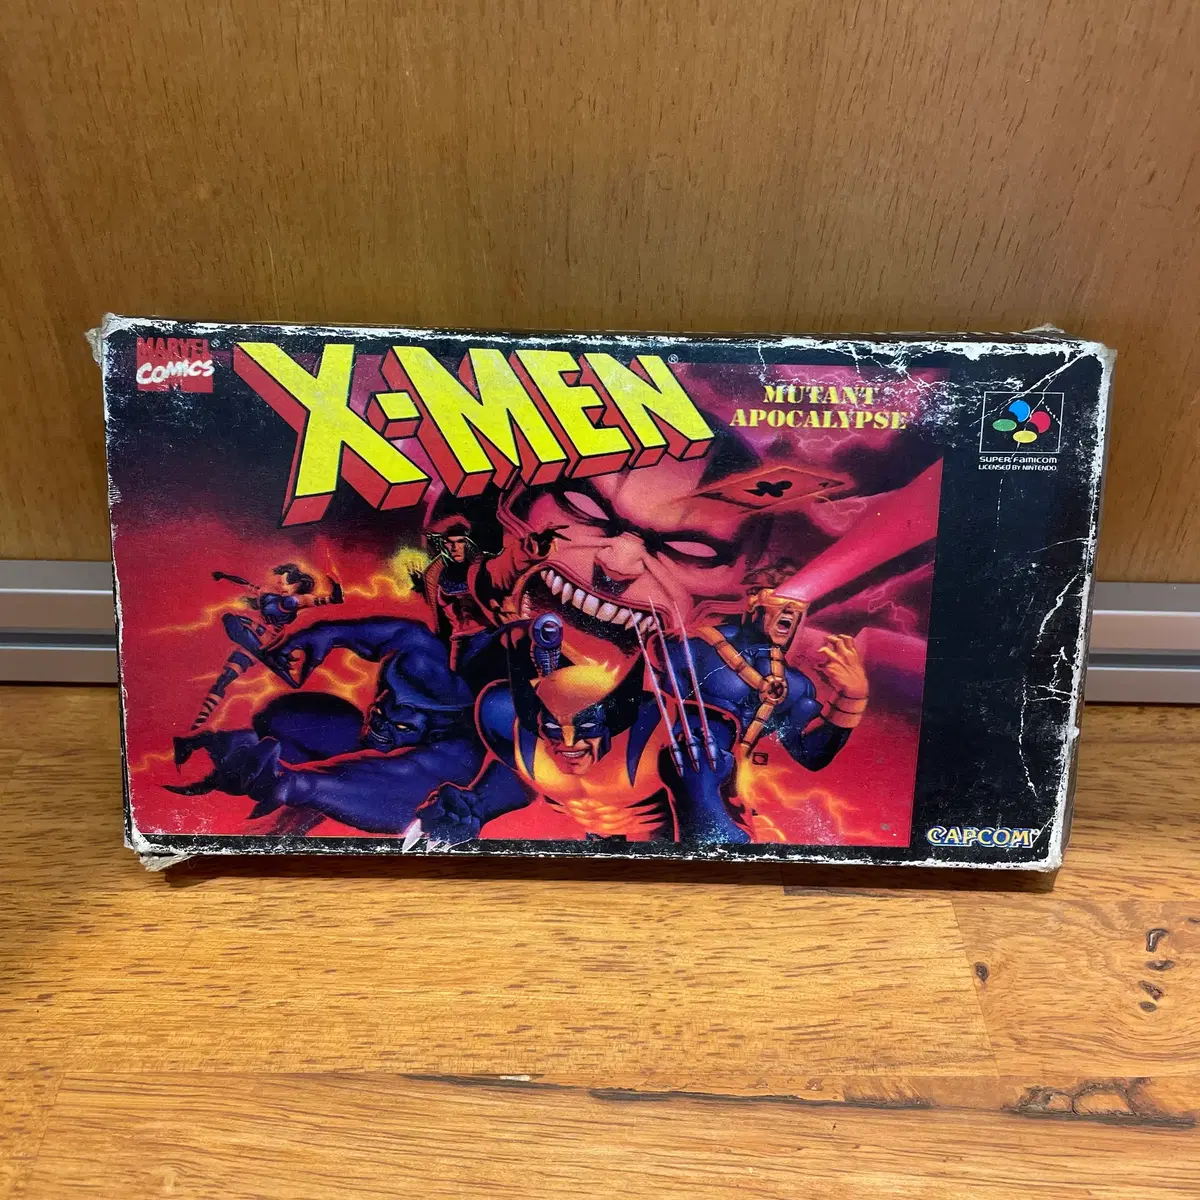 MARVEL
COMICS
X-MEN®
MUTANT
APOCALYPSE
SUPER FAMICOM
LICENSED BY NINTENDO
CAPCOM®